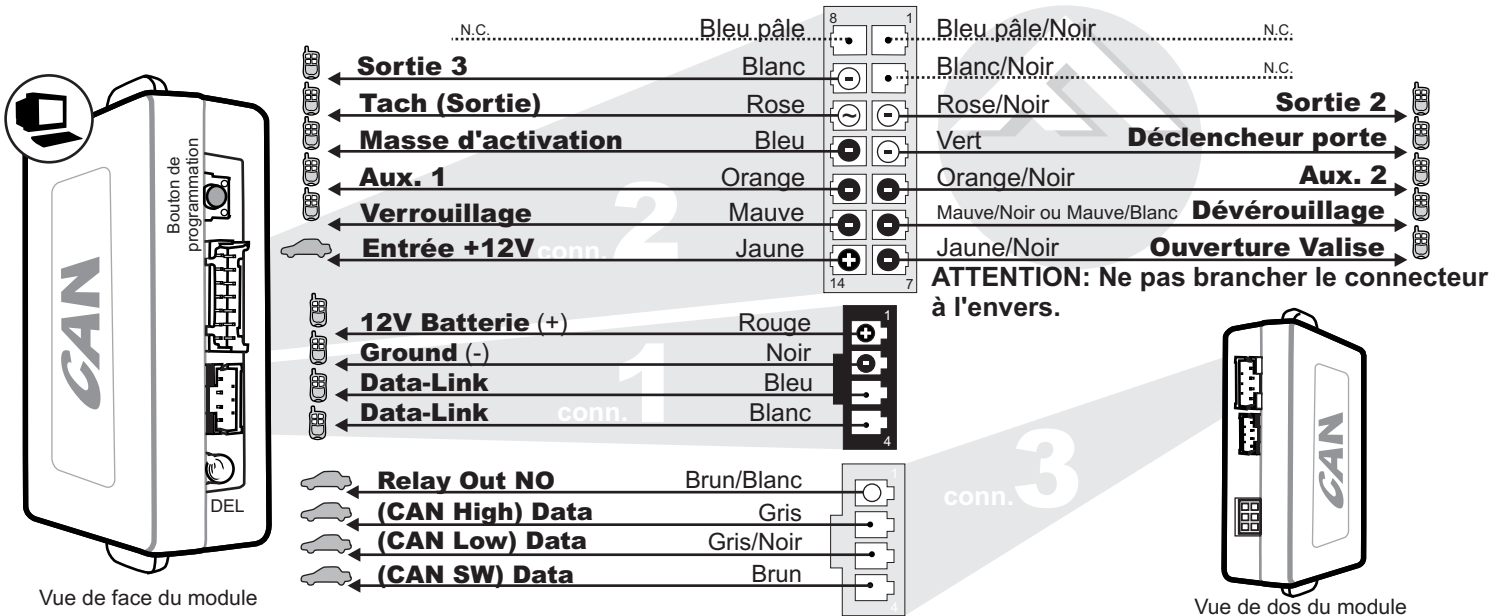 N.C. Bleu pâle 8 1 Bleu pâle/Noir N.C.
Sortie 3 Blanc Blanc/Noir N.C.
Tach (Sortie) Rose Rose/Noir Sortie 2
Masse d'activation Bleu Vert Déclencheur porte
Aux. 1 Orange Orange/Noir Aux. 2
Verrouillage Mauve Mauve/Noir ou Mauve/Blanc Dévérouillage
Entrée +12V Jaune Jaune/Noir Ouverture Valise
14 7
conn. 2
ATTENTION: Ne pas brancher le connecteur
à l'envers.
12V Batterie (+) Rouge 1
Ground (-) Noir
Data-Link Bleu
Data-Link Blanc
4
conn. 1
Relay Out NO Brun/Blanc 1
(CAN High) Data Gris
(CAN Low) Data Gris/Noir
(CAN SW) Data Brun
4
conn. 3
Bouton de
programmation
CAN
DEL
Vue de face du module
CAN
Vue de dos du module